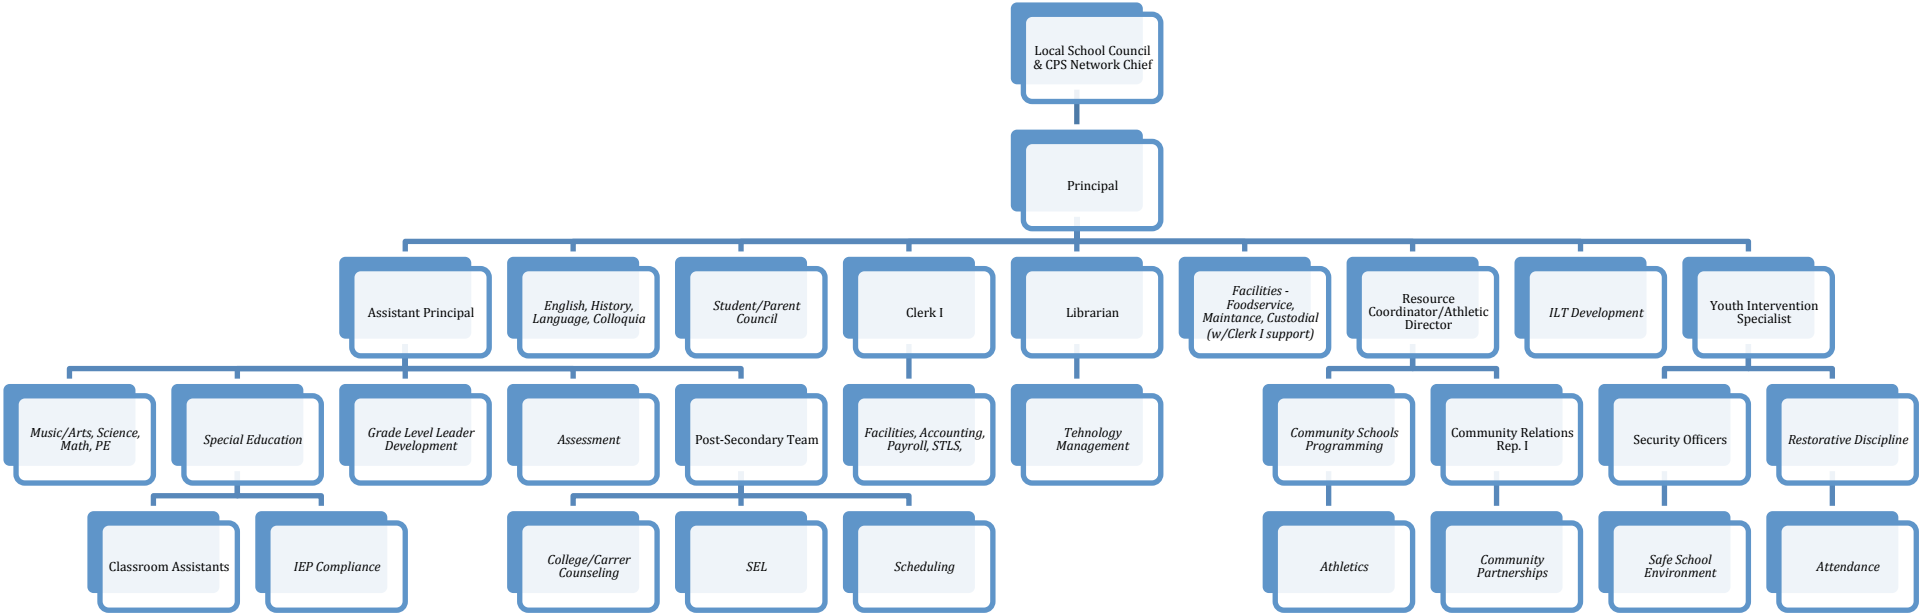 Local School Council
& CPS Network Chief
Principal
Assistant Principal
English, History,
Language, Colloquia
Student/Parent
Council
Clerk I
Librarian
Facilities -
Foodservice,
Maintance, Custodial
(w/Clerk I support)
Resource
Coordinator/Athletic
Director
ILT Development
Youth Intervention
Specialist
Music/Arts, Science,
Math, PE
Special Education
Grade Level Leader
Development
Assessment
Post-Secondary Team
Facilities, Accounting,
Payroll, STLS,
Tehnology
Management
Community Schools
Programming
Community Relations
Rep. I
Security Officers
Restorative Discipline
Classroom Assistants
IEP Compliance
College/Carrer
Counseling
SEL
Scheduling
Athletics
Community
Partnerships
Safe School
Environment
Attendance